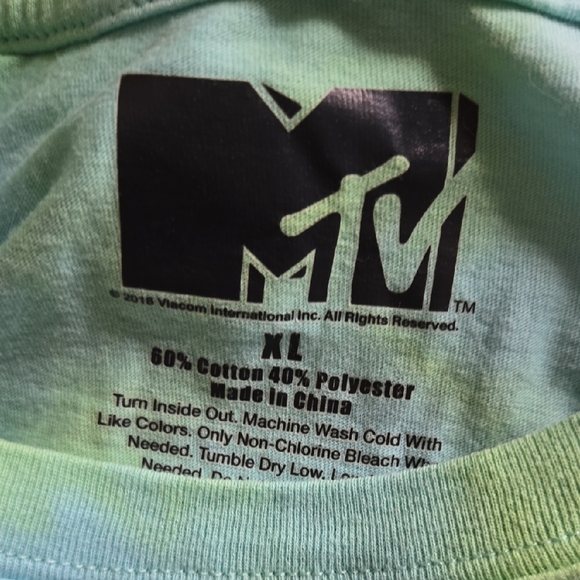 MTV
™
© 2018 Viacom International Inc. All Rights Reserved.
XL
60% Cotton 40% Polyester
Made in China
Turn Inside Out. Machine Wash Cold With
Like Colors. Only Non-Chlorine Bleach
Needed. Tumble Dry Low.
Needed.